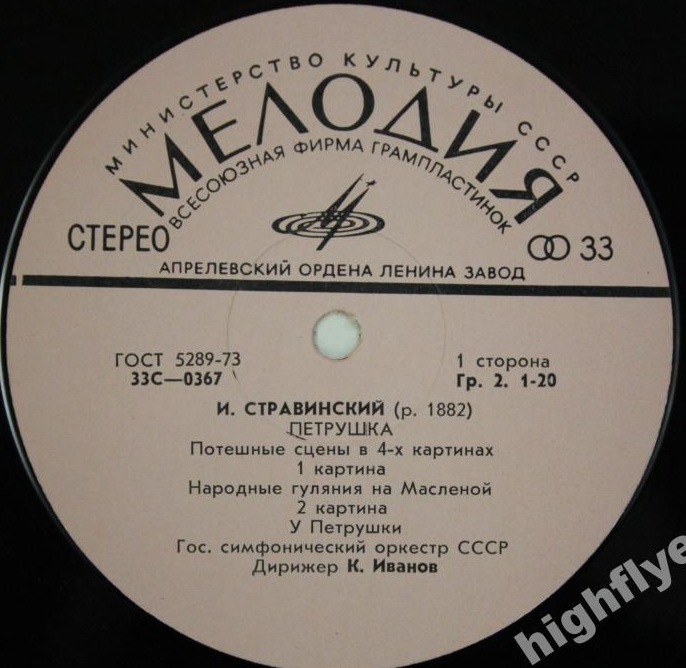 МИНИСТЕРСТВО КУЛЬТУРЫ СССР
МЕЛОДИЯ
ВСЕСОЮЗНАЯ ФИРМА ГРАМПЛАСТИНОК
СТЕРЕО
33
АПРЕЛЕВСКИЙ ОРДЕНА ЛЕНИНА ЗАВОД
ГОСТ 5289-73
33С—0367
1 сторона
Гр. 2. 1-20
И. СТРАВИНСКИЙ (р. 1882)
ПЕТРУШКА
Потешные сцены в 4-х картинах
1 картина
Народные гуляния на Масленой
2 картина
У Петрушки
Гос. симфонический оркестр СССР
Дирижер К. Иванов
highflye